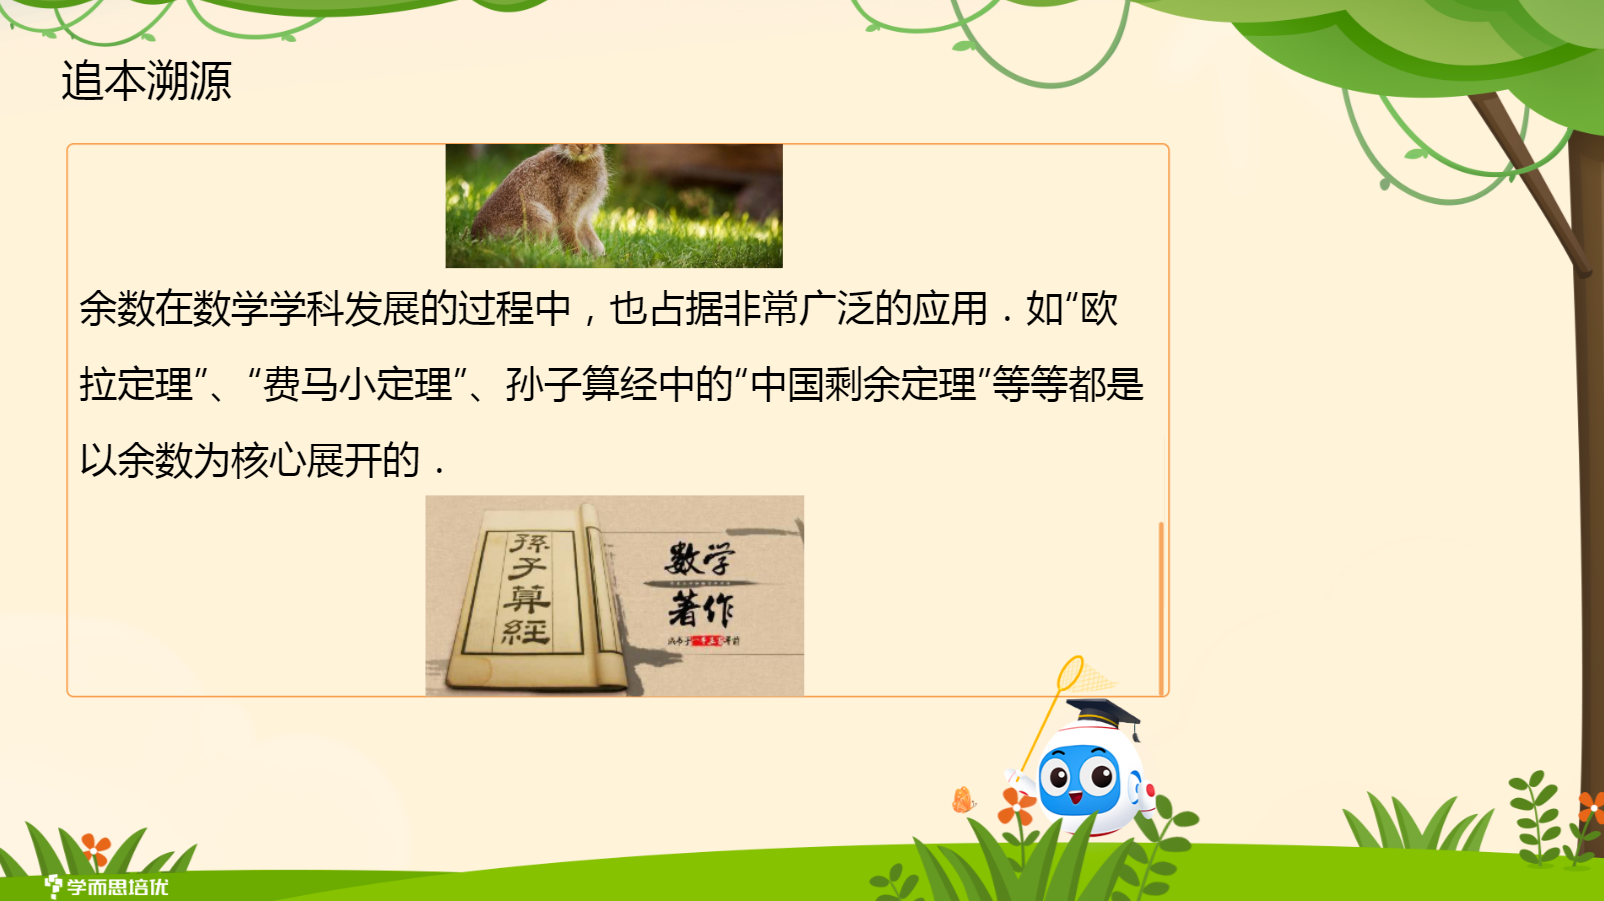 追本溯源
余数在数学学科发展的过程中，也占据非常广泛的应用．如“欧
拉定理”、“费马小定理”、孙子算经中的“中国剩余定理”等等都是
以余数为核心展开的．
孫子算經
数学
著作
学而思培优